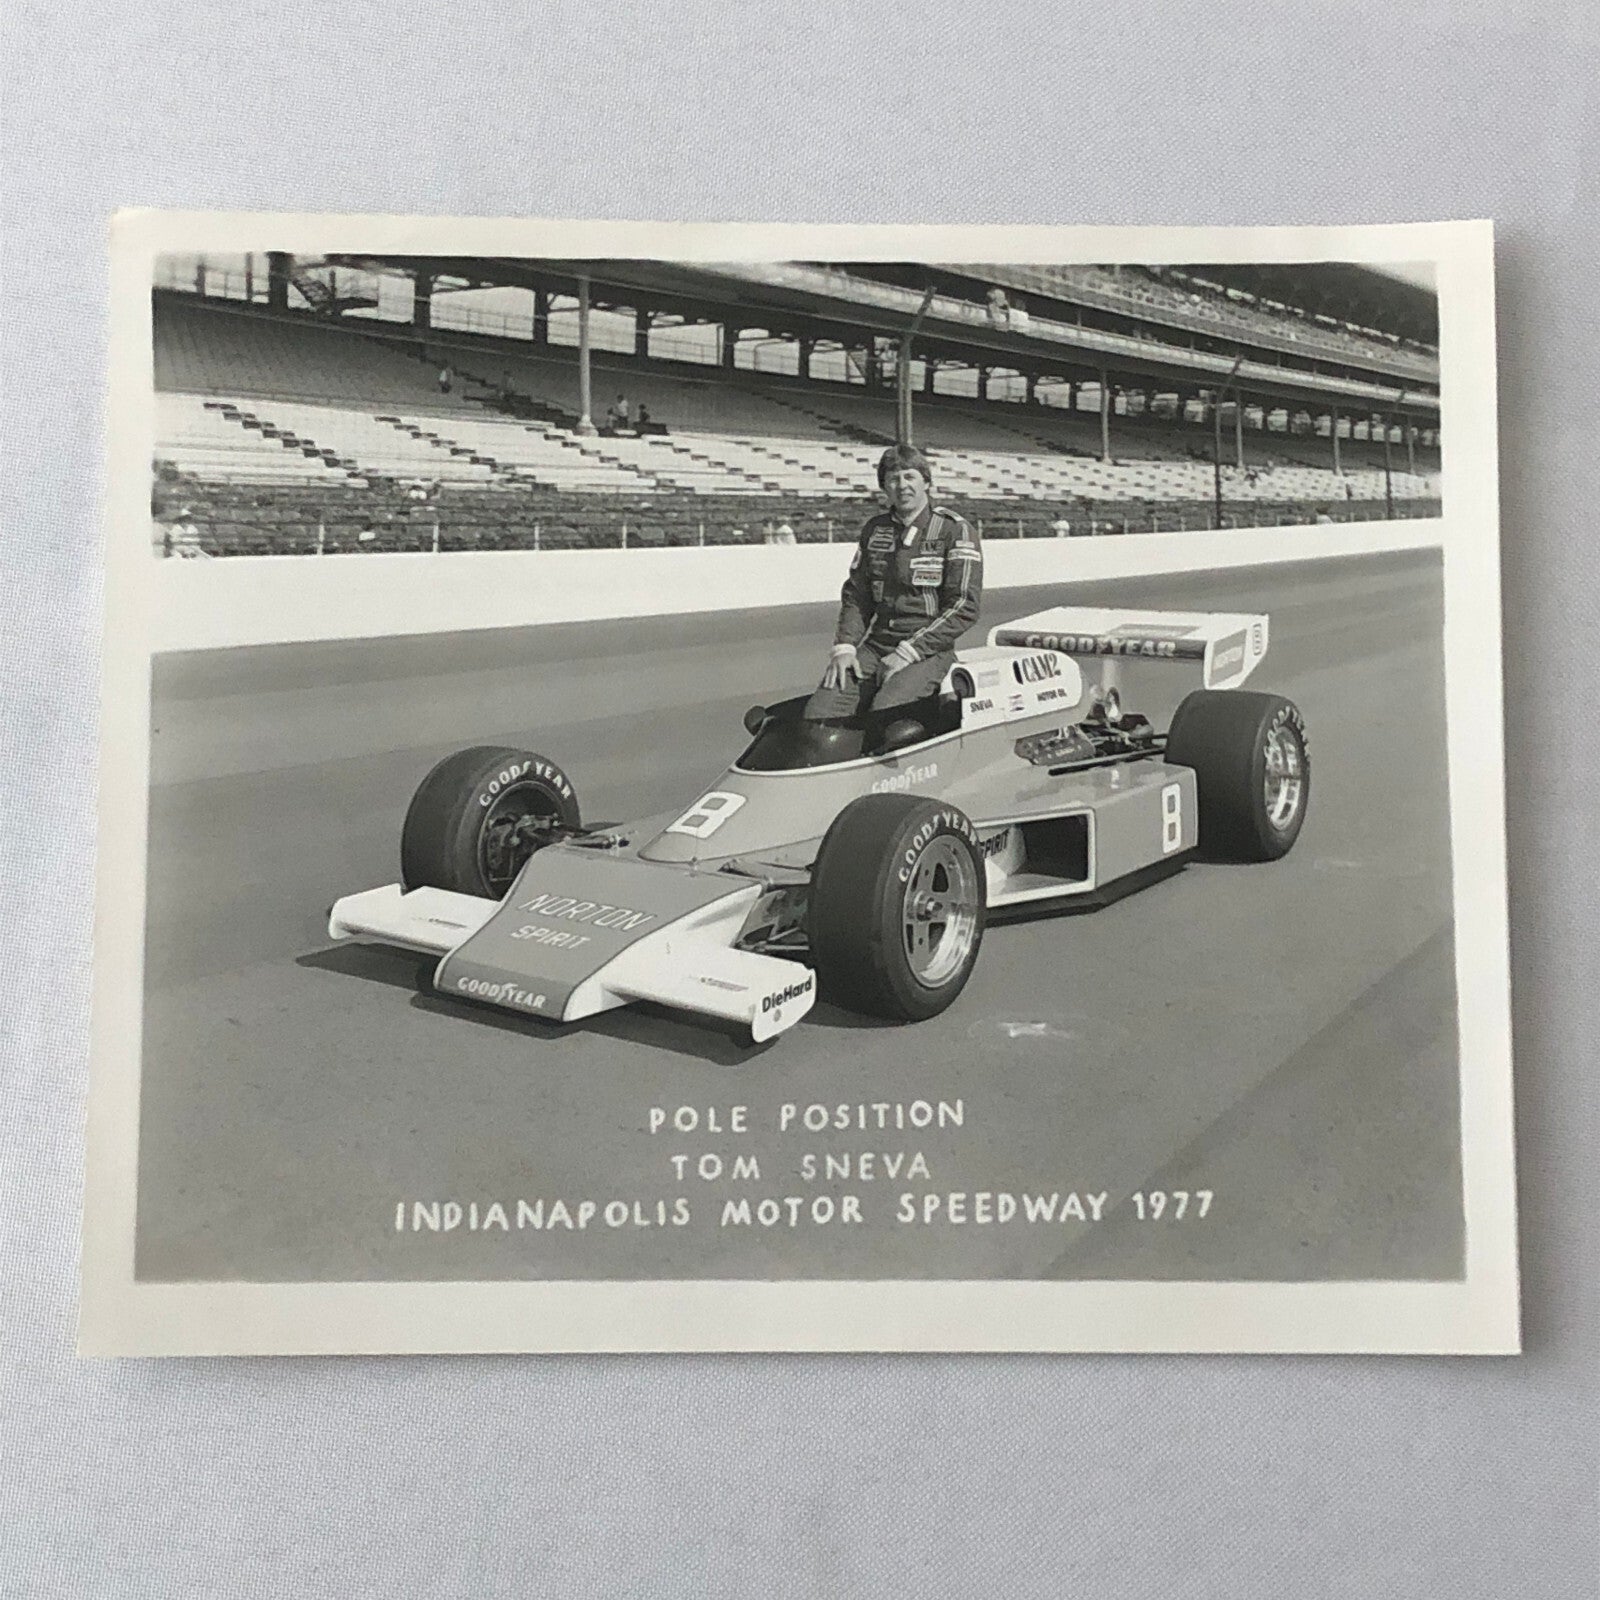 GOODYEAR
NORTON
CAM2
MOTOR OIL
SNEVA
GOODYEAR
GOODYEAR
GOODYEAR
8
GOODYEAR
SPIRIT
8
NORTON
SPIRIT
GOODYEAR
DieHard
POLE POSITION
TOM SNEVA
INDIANAPOLIS MOTOR SPEEDWAY 1977